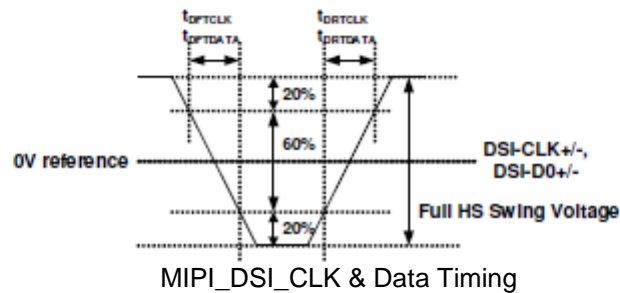 tDFTCLK tDRTCLK
tDFTDATA tDRTDATA
20%
60%
0V reference
DSI-CLK+/-,
DSI-D0+/-
Full HS Swing Voltage
20%
MIPI_DSI_CLK & Data Timing